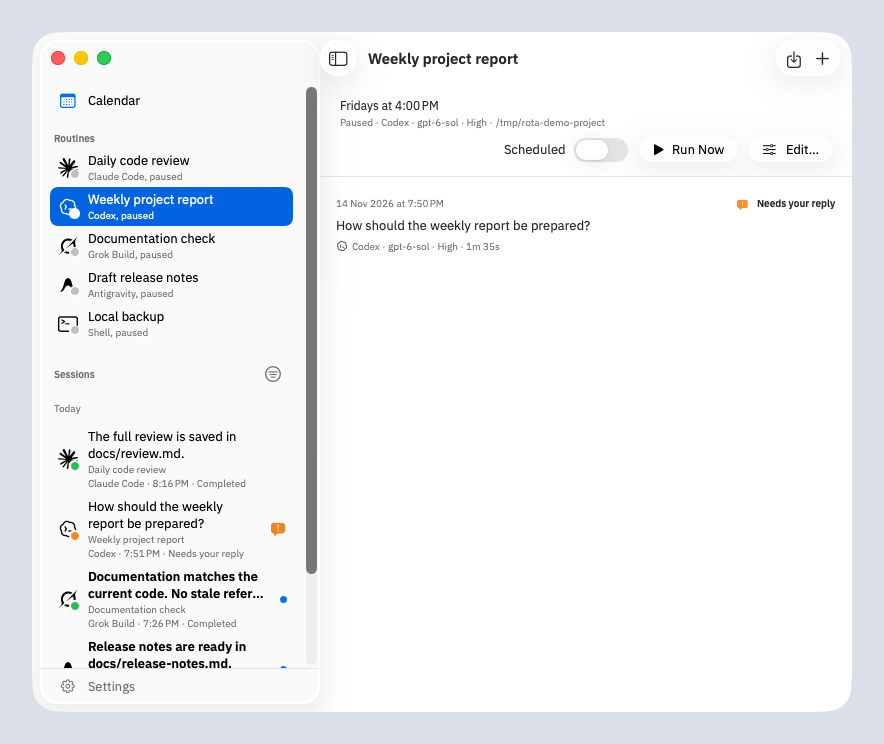 Calendar
Routines
Daily code review
Claude Code, paused
Weekly project report
Codex, paused
Documentation check
Grok Build, paused
Draft release notes
Antigravity, paused
Local backup
Shell, paused
Sessions
Today
The full review is saved in
docs/review.md.
Daily code review
Claude Code · 8:16 PM · Completed
How should the weekly
report be prepared?
Weekly project report
Codex · 7:51 PM · Needs your reply
Documentation matches the
current code. No stale refer...
Documentation check
Grok Build · 7:26 PM · Completed
Release notes are ready in
docs/release-notes.md.
Settings
Weekly project report
Fridays at 4:00 PM
Paused · Codex · gpt-6-sol · High · /tmp/rota-demo-project
Scheduled
Run Now
Edit...
14 Nov 2026 at 7:50 PM
Needs your reply
How should the weekly report be prepared?
Codex · gpt-6-sol · High · 1m 35s